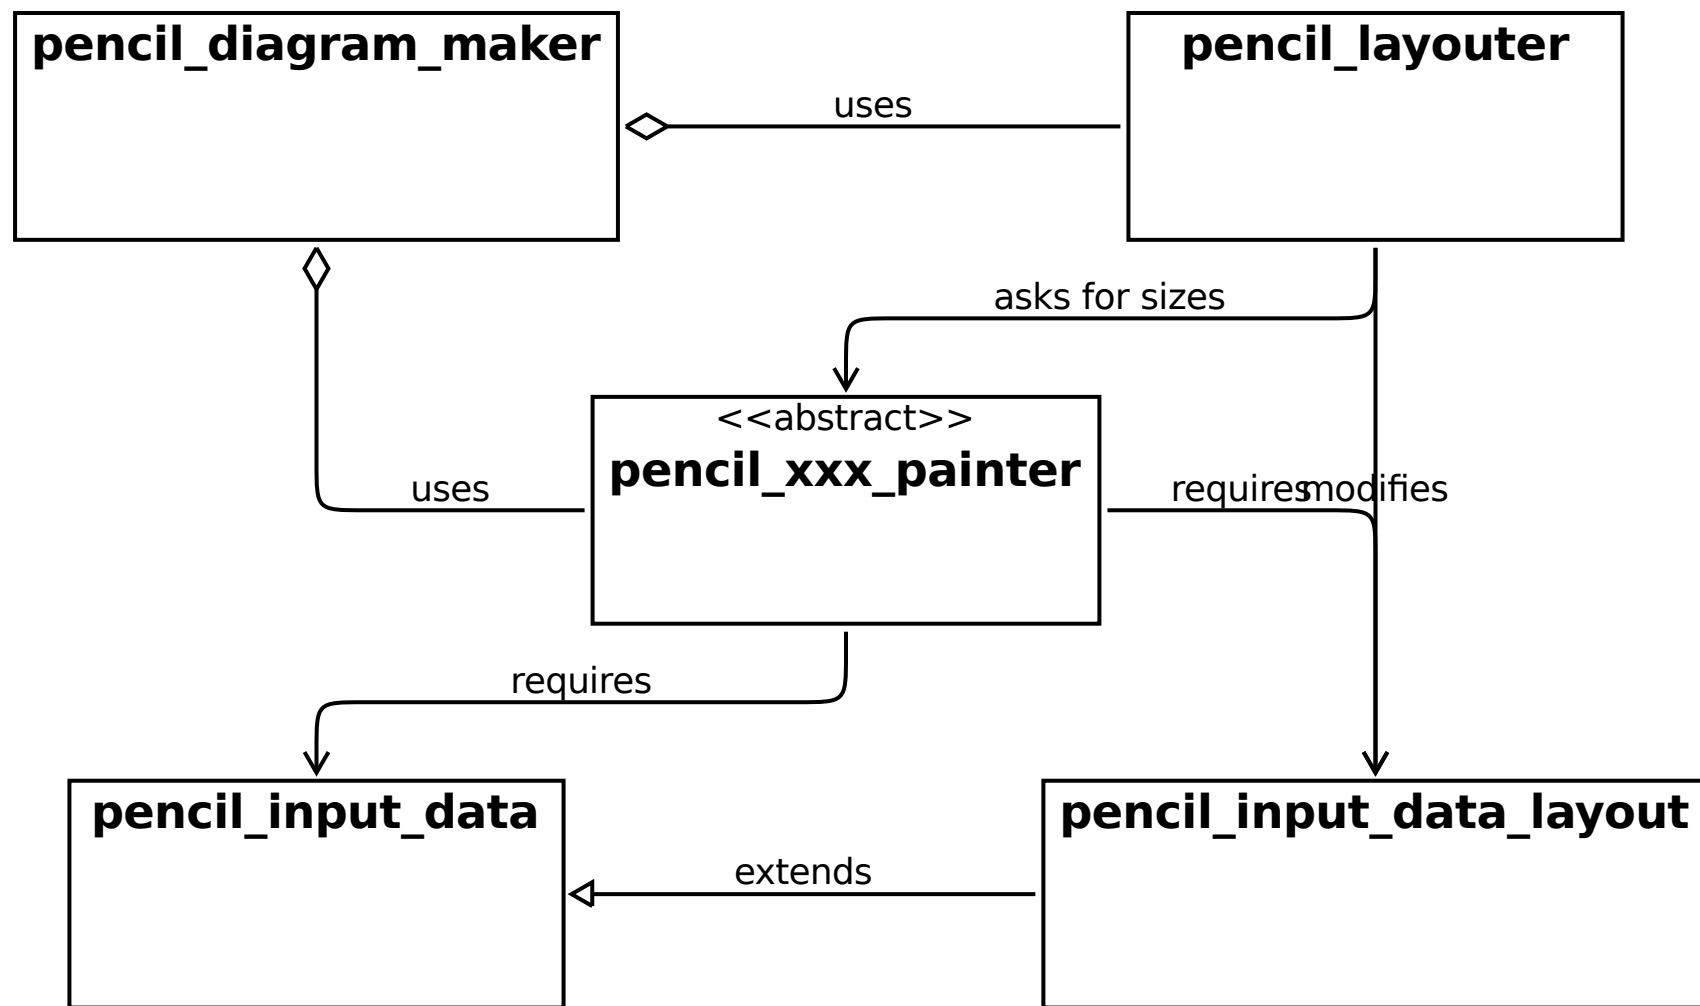 pencil_diagram_maker
pencil_layouter
uses
asks for sizes
<<abstract>>
pencil_xxx_painter
uses
requires
modifies
requires
pencil_input_data
pencil_input_data_layout
extends